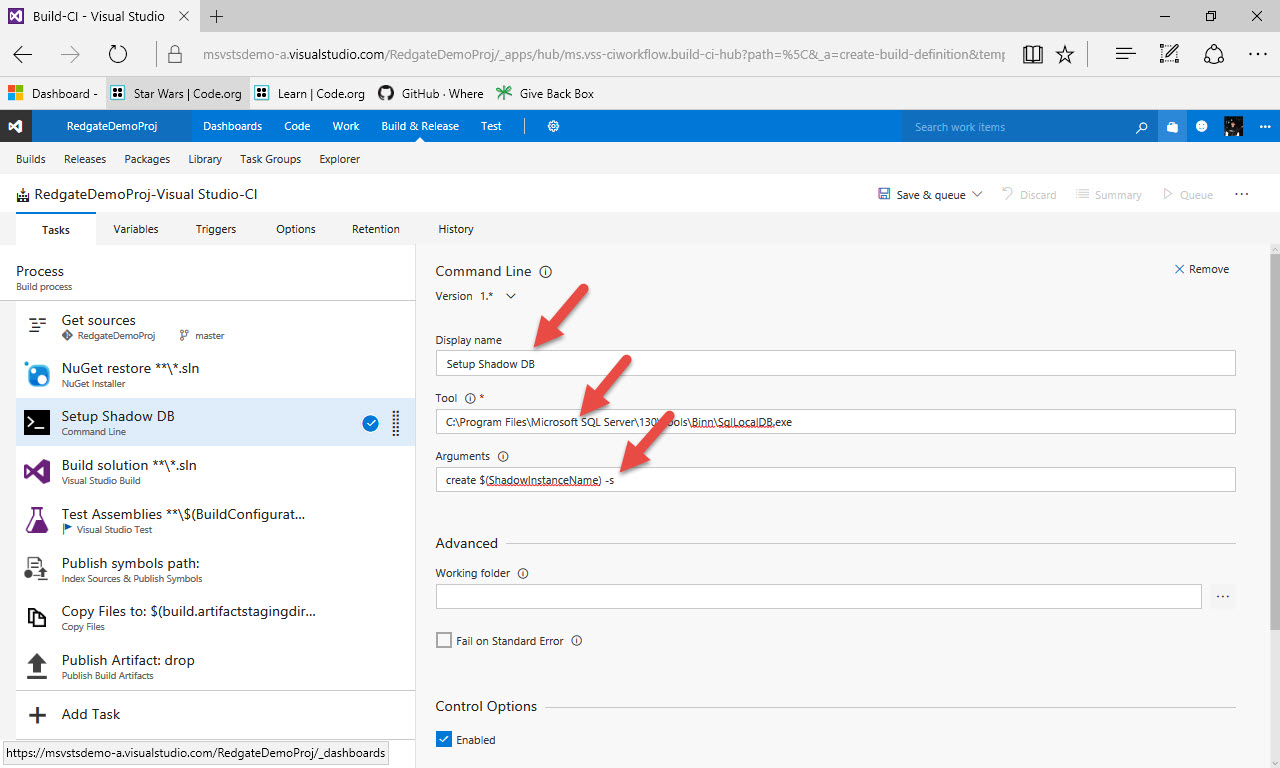 Build-CI - Visual Studio
msvstsdemo-a.visualstudio.com/RedgateDemoProj/_apps/hub/ms.vss-ciworkflow.build-ci-hub?path=%5C&_a=create-build-definition&temp
Dashboard -
Star Wars | Code.org
Learn | Code.org
GitHub · Where
Give Back Box
RedgateDemoProj
Dashboards
Code
Work
Build & Release
Test
Search work items
Builds
Releases
Packages
Library
Task Groups
Explorer
RedgateDemoProj-Visual Studio-CI
Save & queue
Discard
Summary
Queue
Tasks
Variables
Triggers
Options
Retention
History
Process
Build process
Get sources
RedgateDemoProj
master
NuGet restore **\*.sln
NuGet Installer
Setup Shadow DB
Command Line
Build solution **\*.sln
Visual Studio Build
Test Assemblies **\$(BuildConfigurat...
Visual Studio Test
Publish symbols path:
Index Sources & Publish Symbols
Copy Files to: $(build.artifactstagingdir...
Copy Files
Publish Artifact: drop
Publish Build Artifacts
Add Task
https://msvstsdemo-a.visualstudio.com/RedgateDemoProj/_dashboards
Command Line
Remove
Version 1.*
Display name
Setup Shadow DB
Tool *
C:\Program Files\Microsoft SQL Server\130\Tools\Binn\SqlLocalDB.exe
Arguments
create $(ShadowInstanceName) -s
Advanced
Working folder
...
Fail on Standard Error
Control Options
Enabled